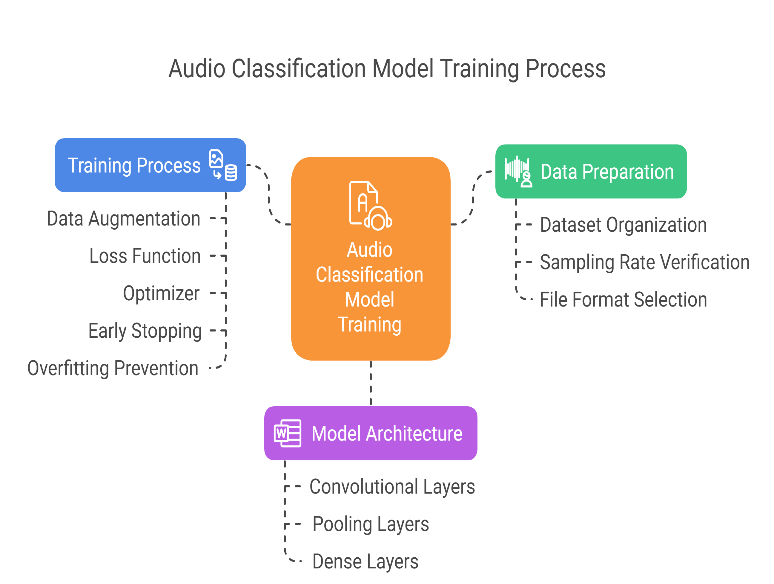 Audio Classification Model Training Process
Training Process
Data Augmentation
Loss Function
Optimizer
Early Stopping
Overfitting Prevention
A
Audio
Classification
Model
Training
Data Preparation
Dataset Organization
Sampling Rate Verification
File Format Selection
W
Model Architecture
Convolutional Layers
Pooling Layers
Dense Layers